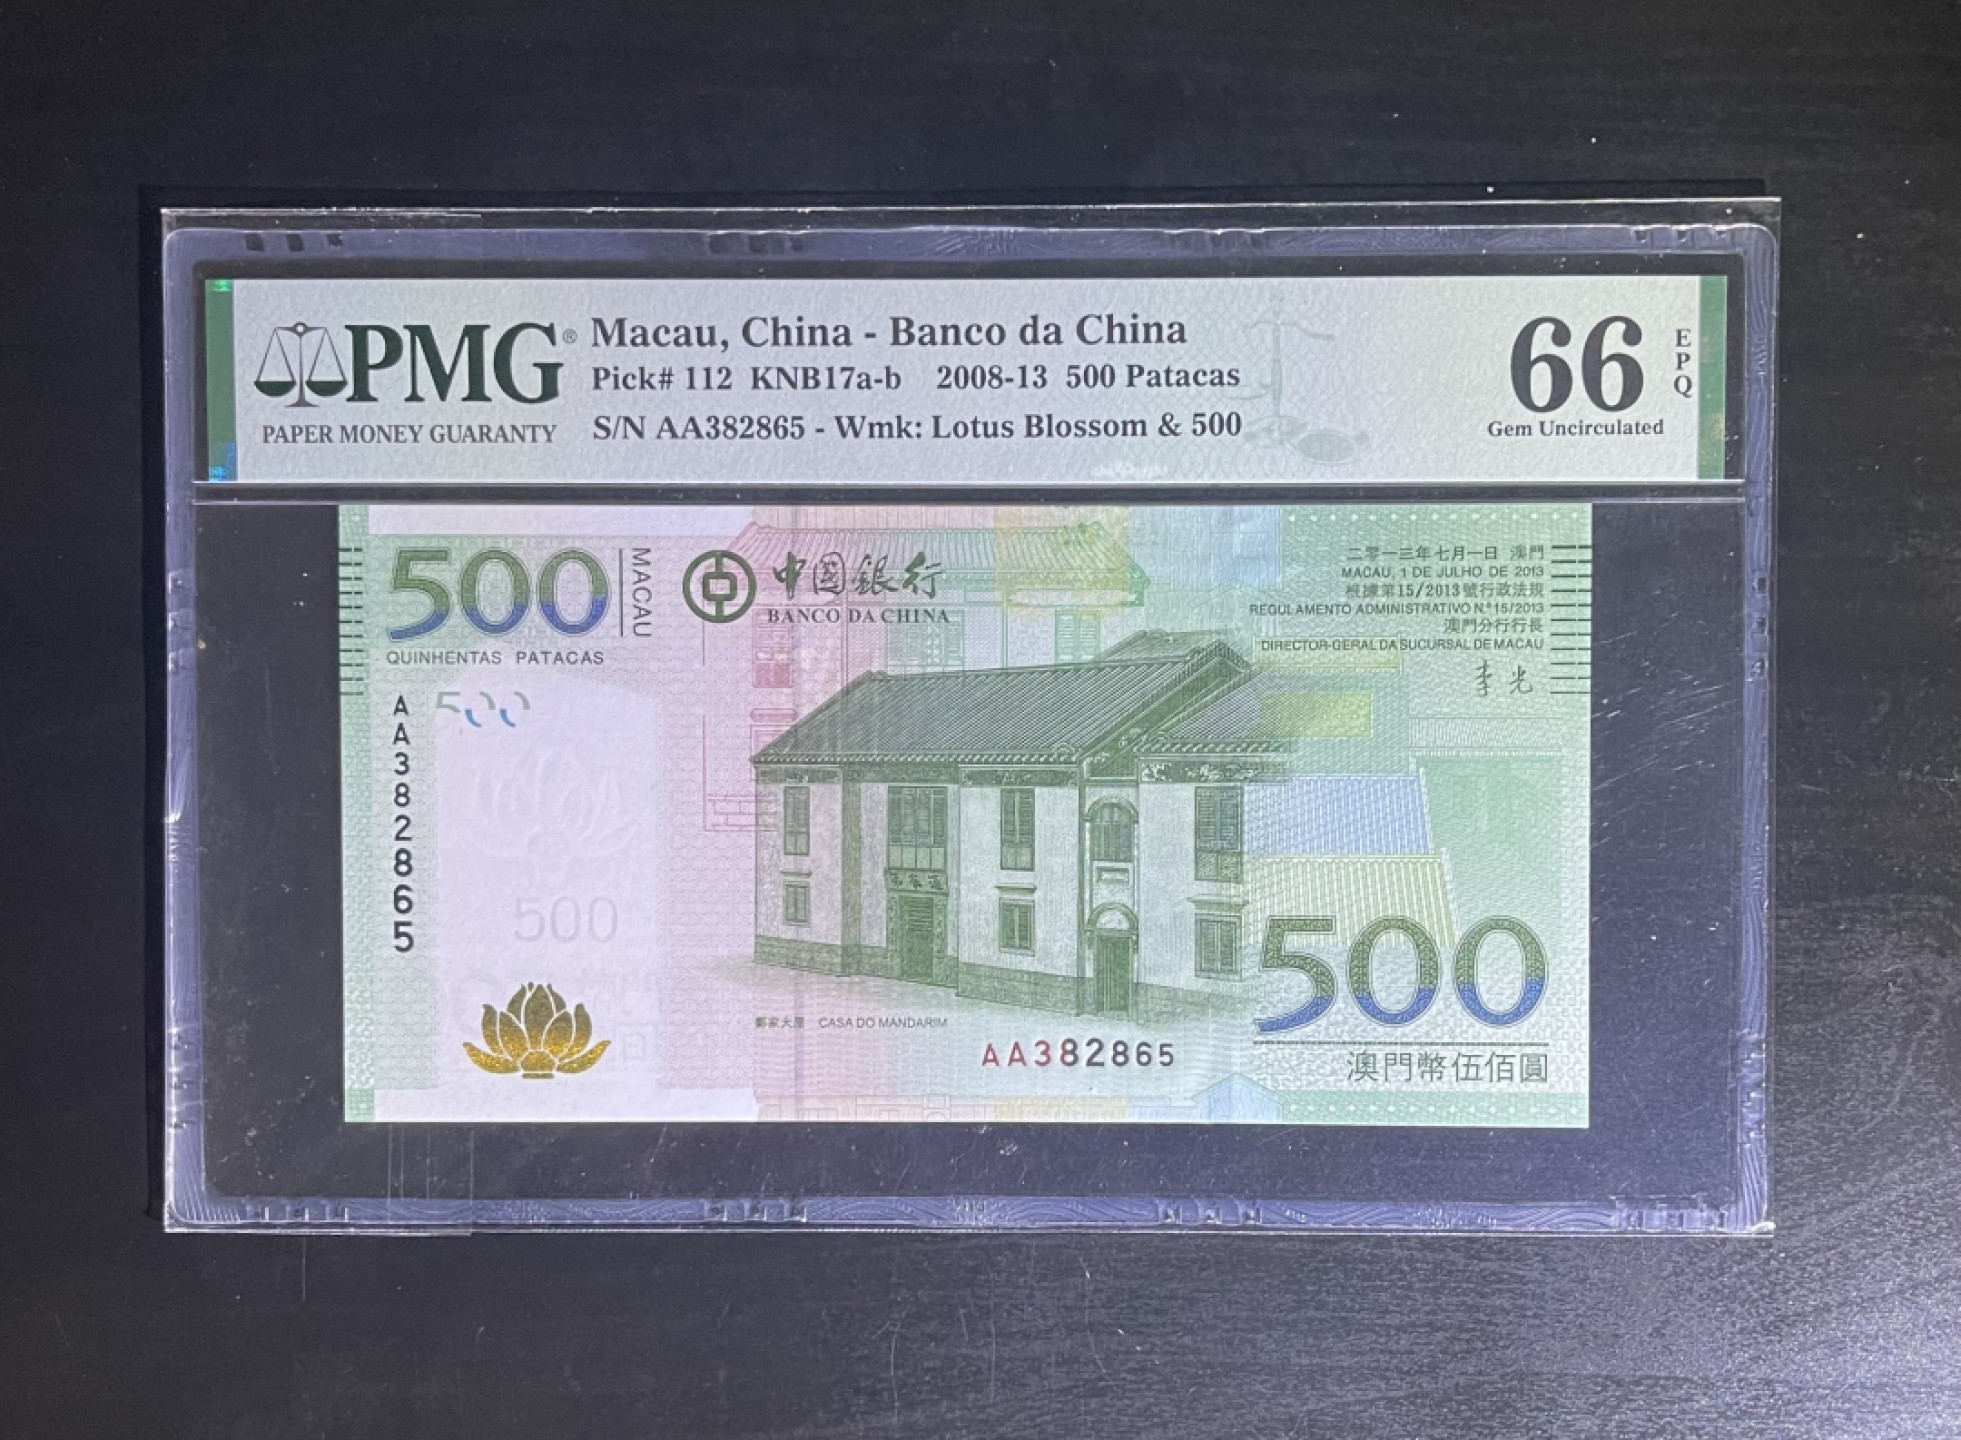 PMG®
PAPER MONEY GUARANTY
Macau, China - Banco da China
Pick# 112 KNB17a-b 2008-13 500 Patacas
S/N AA382865 - Wmk: Lotus Blossom & 500
66
EPQ
Gem Uncirculated
500
MACAU
QUINHENTAS PATACAS
中國銀行
BANCO DA CHINA
二零一三年七月一日 澳門
MACAU, 1 DE JULHO DE 2013
根據第15/2013號行政法規
REGULAMENTO ADMINISTRATIVO N.º 15/2013
澳門分行行長
DIRECTOR-GERAL DA SUCURSAL DE MACAU
李光
AA382865
500
500
鄭家大屋 CASA DO MANDARIM
AA382865
500
澳門幣伍佰圓